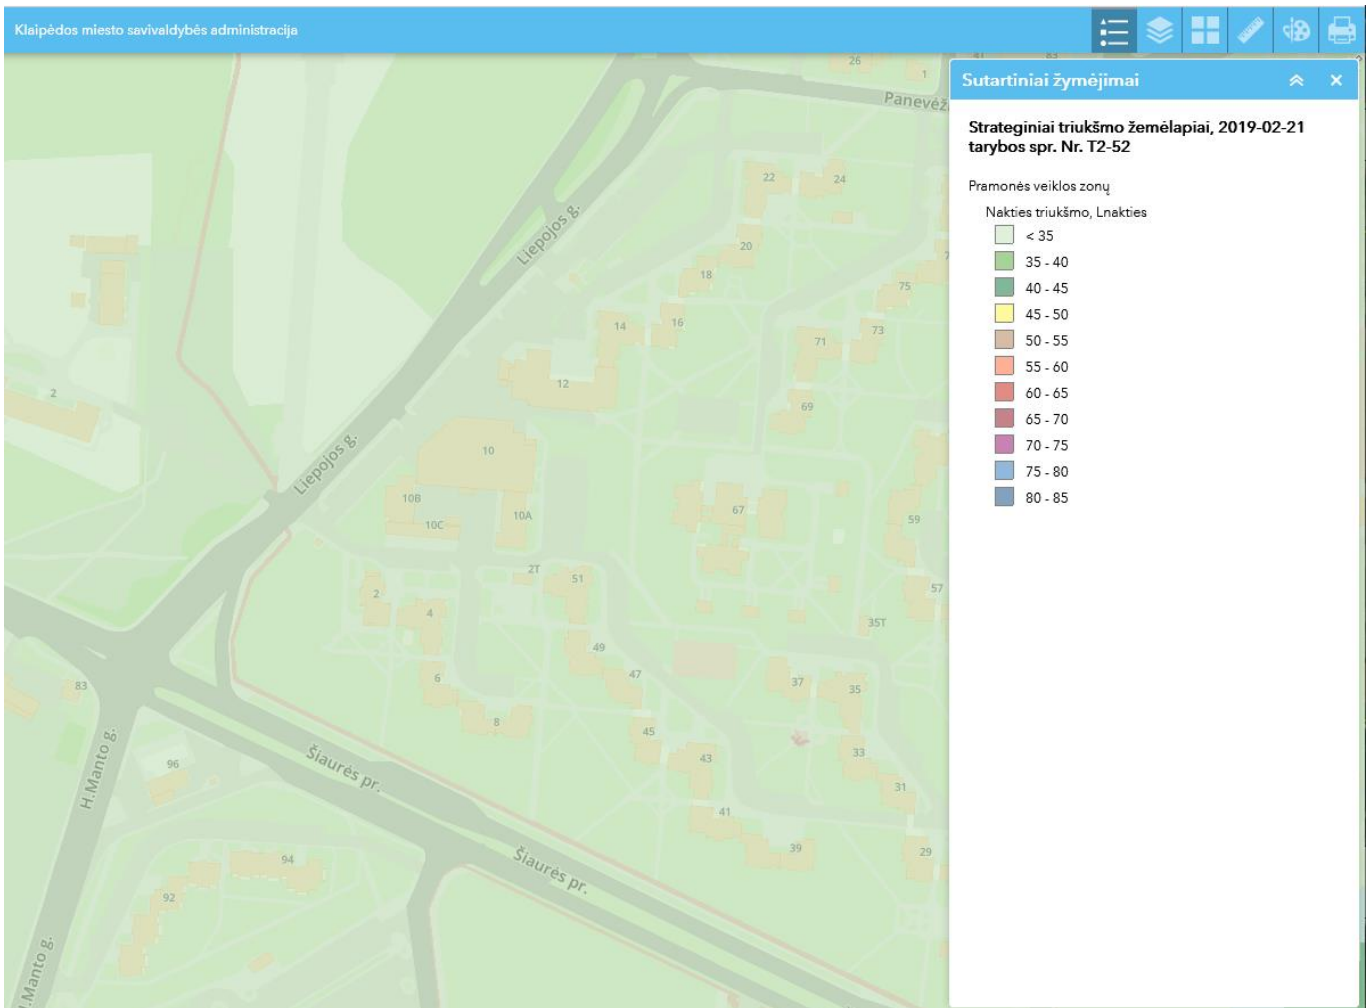 Klaipėdos miesto savivaldybės administracija
Sutartiniai žymėjimai
Strateginiai triukšmo žemėlapiai, 2019-02-21
tarybos spr. Nr. T2-52
Pramonės veiklos zonų
Nakties triukšmo, Lnakties
< 35
35 - 40
40 - 45
45 - 50
50 - 55
55 - 60
60 - 65
65 - 70
70 - 75
75 - 80
80 - 85
26
1
22
24
Liepojos g.
20
18
75
14
16
73
71
12
2
69
Liepojos g.
10
10B
10C
10A
67
59
2T
51
57
2
4
35T
49
6
47
37
35
83
8
45
43
33
H.Manto g.
96
Šiaurės pr.
31
41
39
29
94
Šiaurės pr.
92